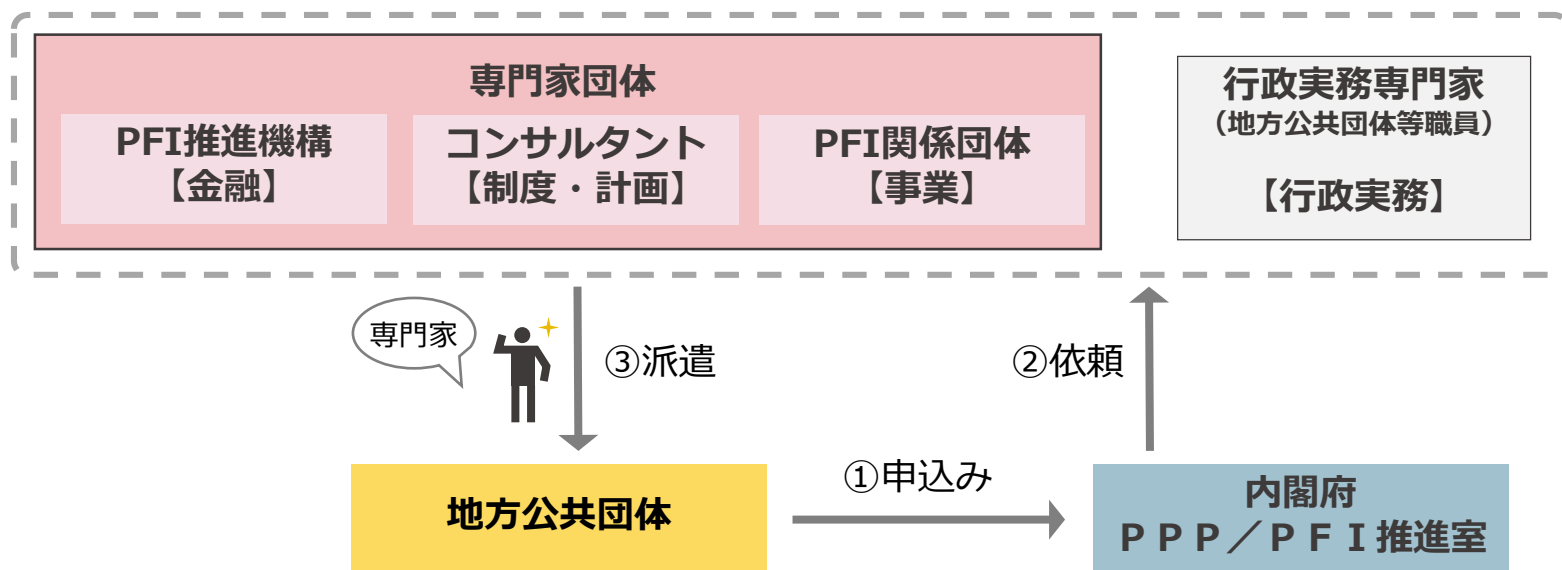 専門家団体
PFI推進機構
【金融】
コンサルタント
【制度・計画】
PFI関係団体
【事業】
行政実務専門家
（地方公共団体等職員）
【行政実務】
専門家
③派遣
②依頼
地方公共団体
①申込み
内閣府
ＰＰＰ／ＰＦＩ推進室